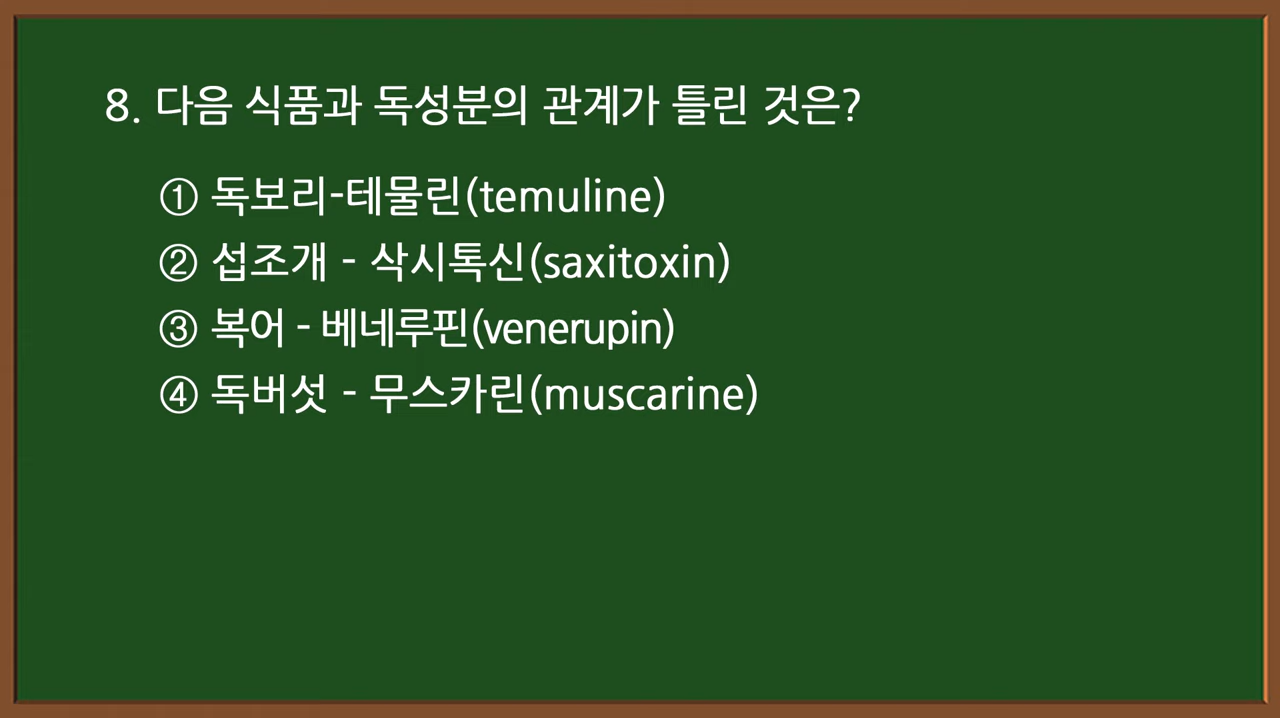 8. 다음 식품과 독성분의 관계가 틀린 것은?
① 독보리-테물린(temuline)
② 섭조개 - 삭시톡신(saxitoxin)
③ 복어 - 베네루핀(venerupin)
④ 독버섯 - 무스카린(muscarine)